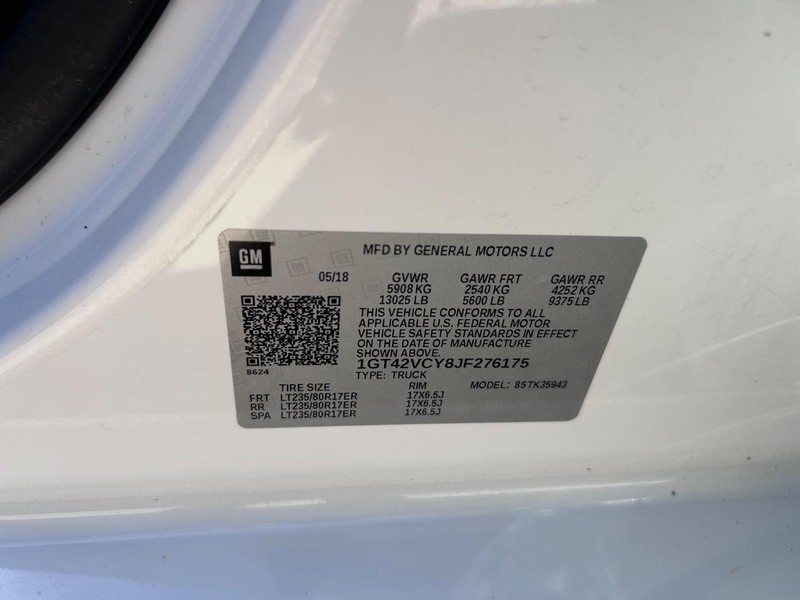 GM
MFD BY GENERAL MOTORS LLC
05/18 GVWR GAWR FRT GAWR RR
5908 KG 2540 KG 4252 KG
13025 LB 5600 LB 9375 LB
THIS VEHICLE CONFORMS TO ALL
APPLICABLE U.S. FEDERAL MOTOR
VEHICLE SAFETY STANDARDS IN EFFECT
ON THE DATE OF MANUFACTURE
SHOWN ABOVE.
8624
1GT42VCY8JF276175
TYPE: TRUCK
TIRE SIZE RIM MODEL: 85TK35943
FRT LT235/80R17ER 17X6.5J
RR LT235/80R17ER 17X6.5J
SPA LT235/80R17ER 17X6.5J